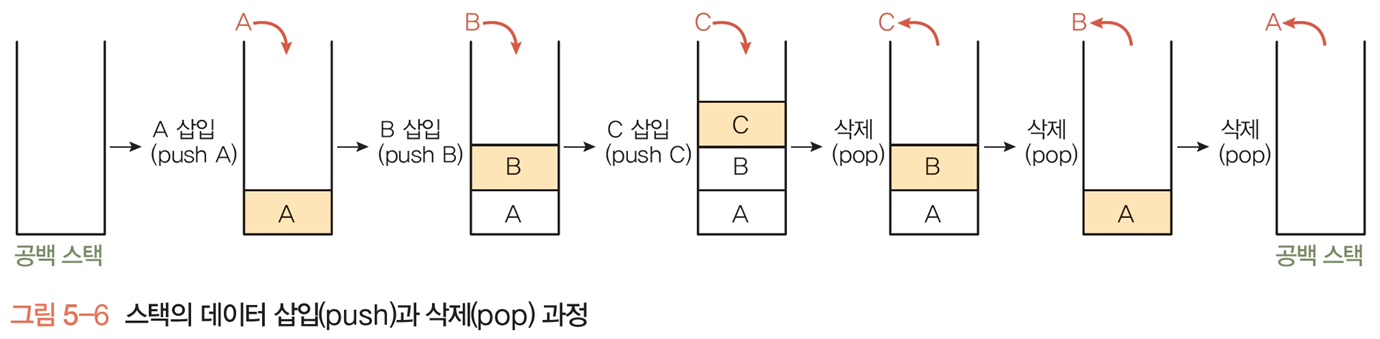 A
B
C
C
B
A
A 삽입
(push A)
B 삽입
(push B)
C 삽입
(push C)
삭제
(pop)
삭제
(pop)
삭제
(pop)
A
B
A
C
B
A
B
A
A
공백 스택
공백 스택
그림 5-6 스택의 데이터 삽입(push)과 삭제(pop) 과정